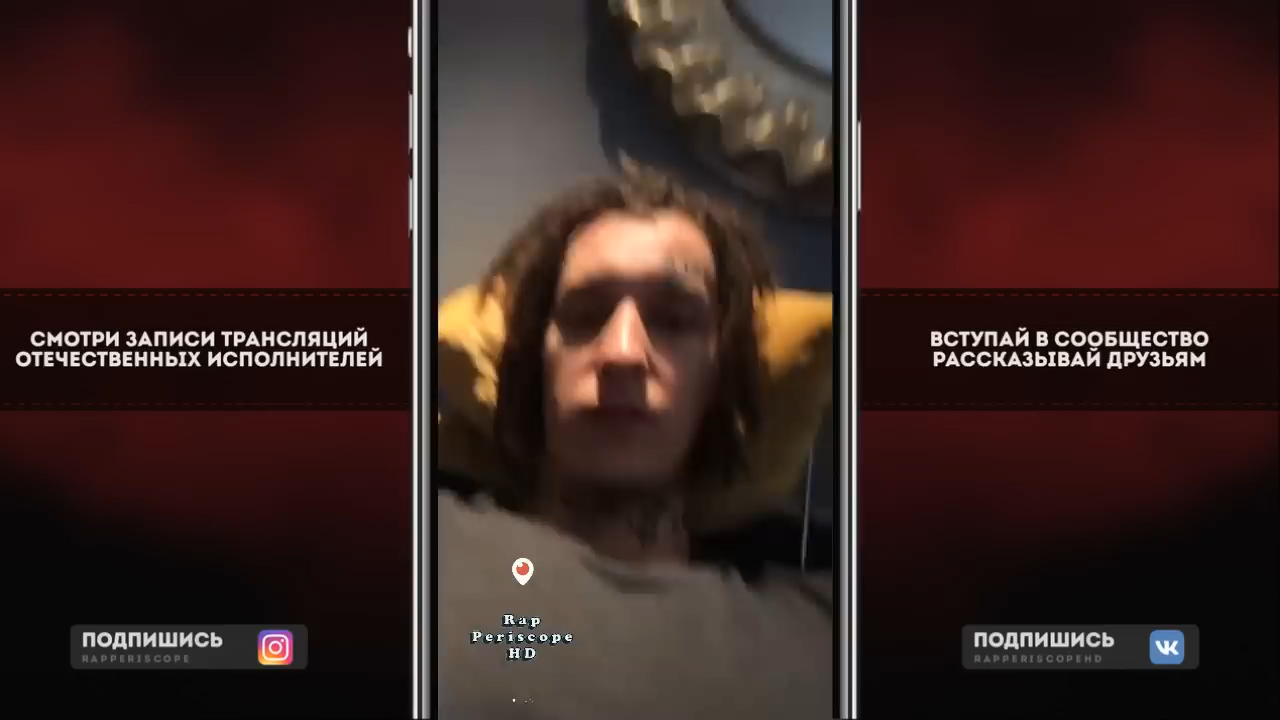 СМОТРИ ЗАПИСИ ТРАНСЛЯЦИЙ
ОТЕЧЕСТВЕННЫХ ИСПОЛНИТЕЛЕЙ
ВСТУПАЙ В СООБЩЕСТВО
РАССКАЗЫВАЙ ДРУЗЬЯМ
Rap
Periscope
HD
ПОДПИШИСЬ
RAPPERISCOPE
ПОДПИШИСЬ
RAPPERISCOPEHD